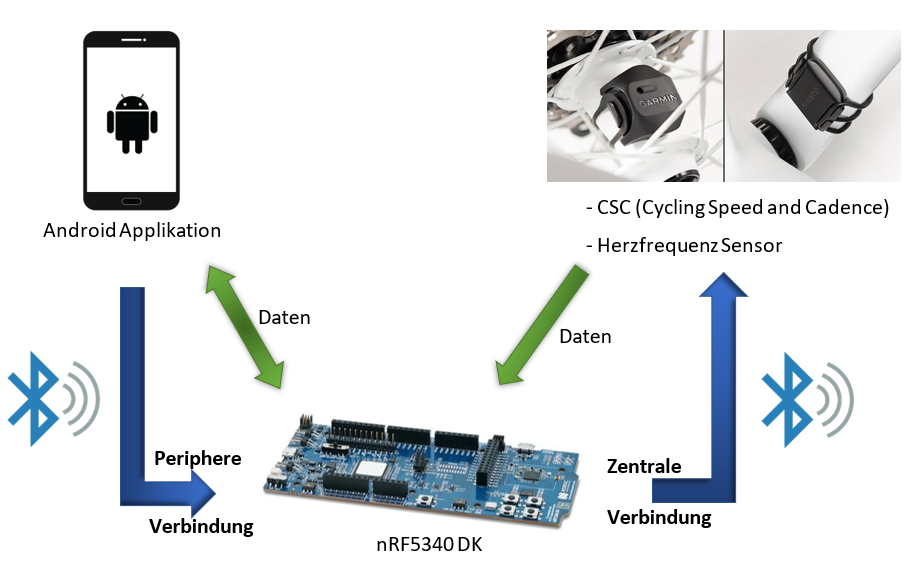 GARMIN
Android Applikation
- CSC (Cycling Speed and Cadence)
- Herzfrequenz Sensor
Daten
Daten
Periphere
Verbindung
Zentrale
Verbindung
nRF5340 DK